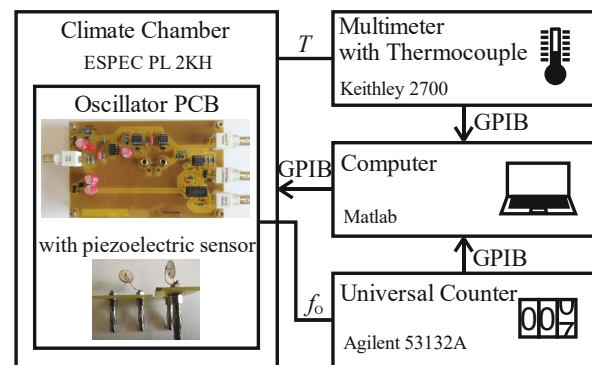 Climate Chamber
ESPEC PL 2KH
Oscillator PCB
with piezoelectric sensor
T
Multimeter
with Thermocouple
Keithley 2700
GPIB
GPIB
Computer
Matlab
GPIB
fo
Universal Counter
Agilent 53132A